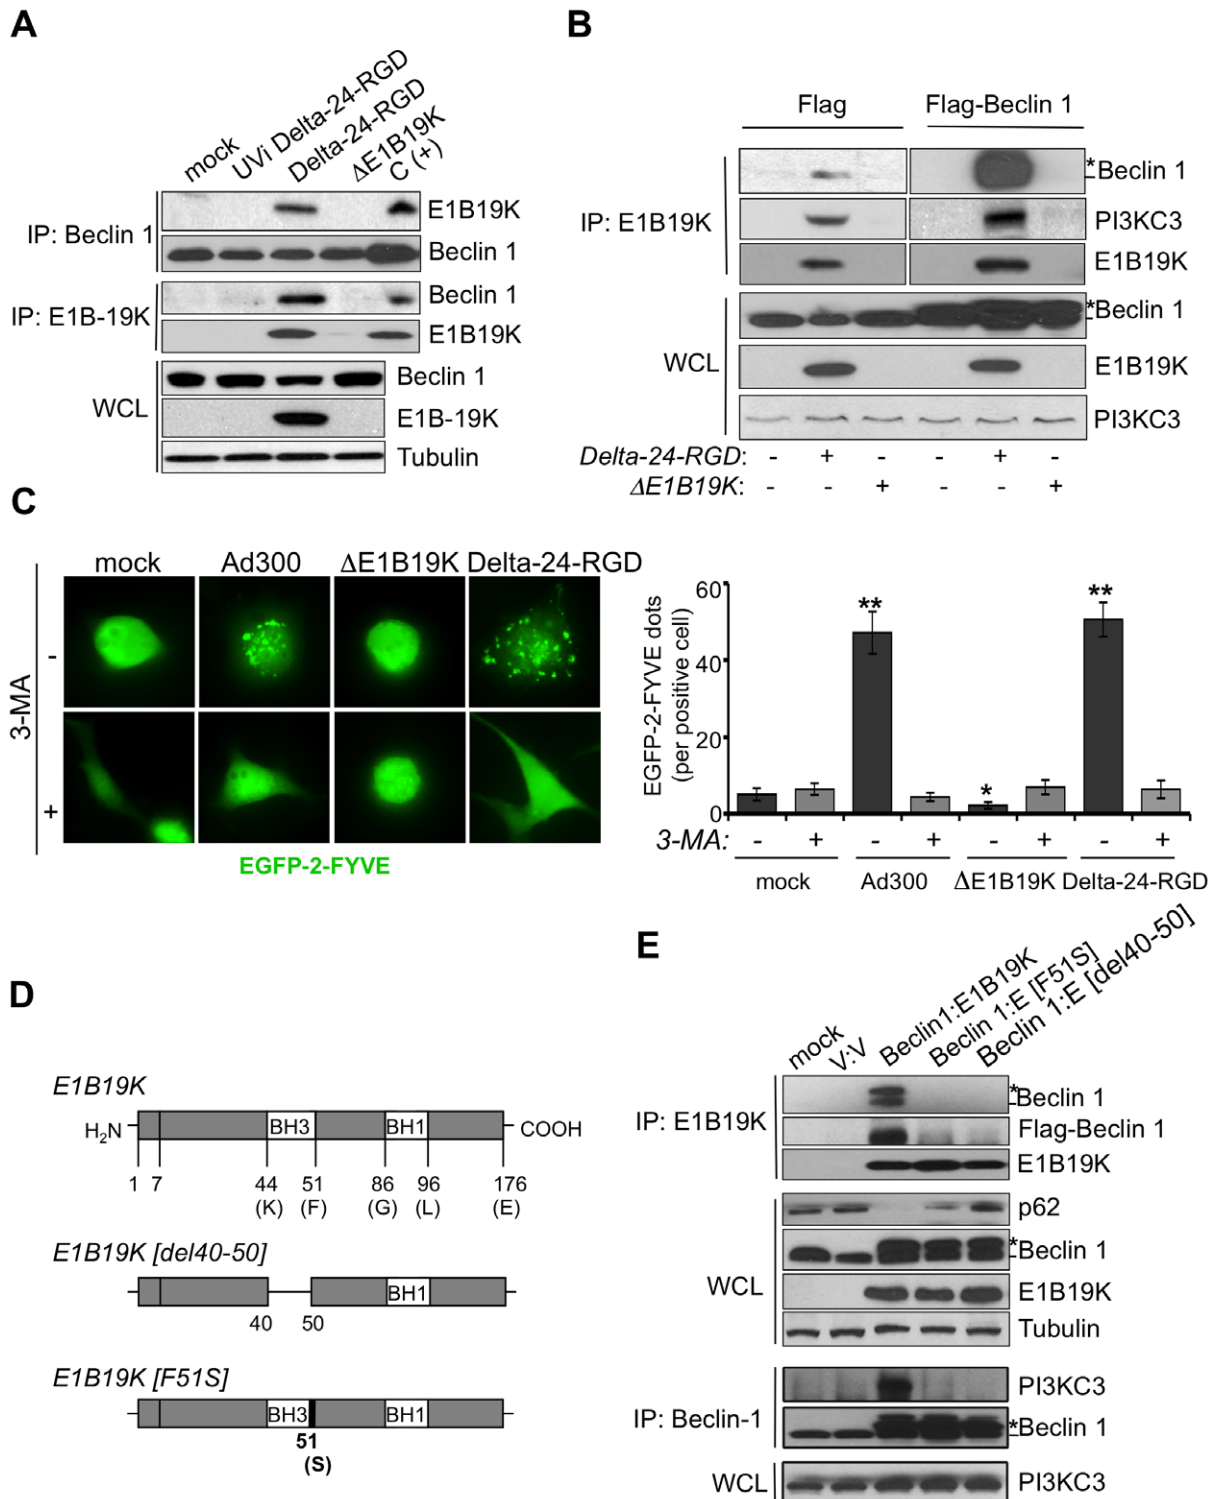 A
mock
UVi Delta-24-RGD
Delta-24-RGD
ΔE1B19K
C (+)
IP: Beclin 1
E1B19K
Beclin 1
IP: E1B-19K
Beclin 1
E1B19K
WCL
Beclin 1
E1B-19K
Tubulin
B
Flag Flag-Beclin 1
IP: E1B19K
*Beclin 1
PI3KC3
E1B19K
WCL
*Beclin 1
E1B19K
PI3KC3
Delta-24-RGD: - + - - + -
ΔE1B19K: - - + - - +
C
mock Ad300 ΔE1B19K Delta-24-RGD
3-MA
-
+
EGFP-2-FYVE
EGFP-2-FYVE dots
(per positive cell)
60
40
20
0
** * **
3-MA: - + - + - + - +
mock Ad300 ΔE1B19K Delta-24-RGD
D
E1B19K
H2N BH3 BH1 COOH
1 7 44 51 86 96 176
(K) (F) (G) (L) (E)
E1B19K [del40-50]
BH1
40 50
E1B19K [F51S]
BH3 BH1
51
(S)
E
mock
V:V
Beclin1:E1B19K
Beclin 1:E [F51S]
Beclin 1:E [del40-50]
IP: E1B19K
*Beclin 1
Flag-Beclin 1
E1B19K
WCL
p62
*Beclin 1
E1B19K
Tubulin
IP: Beclin-1
PI3KC3
*Beclin 1
WCL
PI3KC3